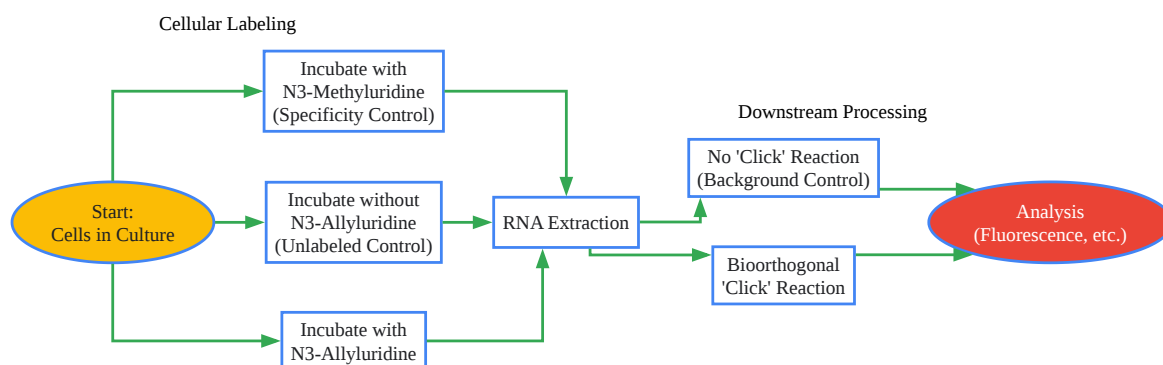 Cellular Labeling
Incubate with
N3-Methyluridine
(Specificity Control)
Downstream Processing
No 'Click' Reaction
(Background Control)
Start:
Cells in Culture
Incubate without
N3-Allyluridine
(Unlabeled Control)
RNA Extraction
Analysis
(Fluorescence, etc.)
Bioorthogonal
'Click' Reaction
Incubate with
N3-Allyluridine